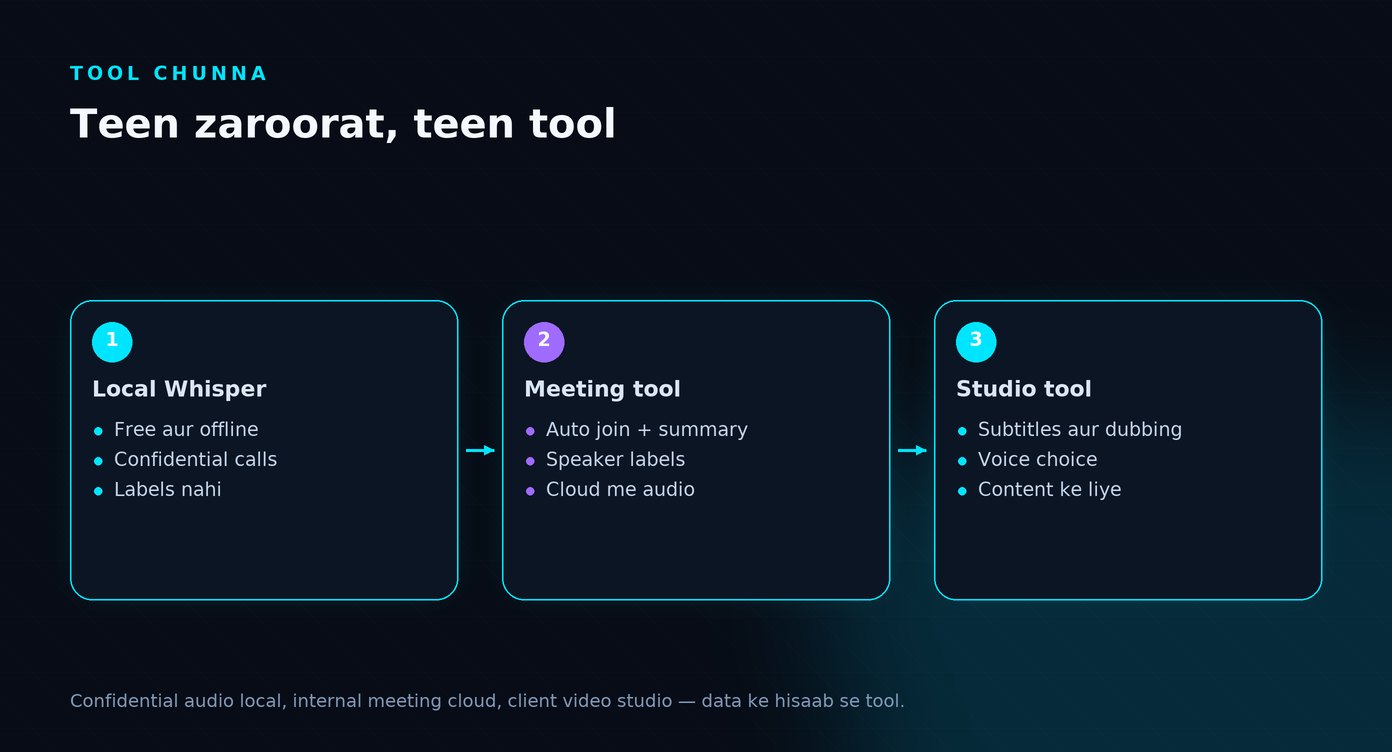 TOOL CHUNNA
Teen zaroorat, teen tool
1
Local Whisper
Free aur offline
Confidential calls
Labels nahi
2
Meeting tool
Auto join + summary
Speaker labels
Cloud me audio
3
Studio tool
Subtitles aur dubbing
Voice choice
Content ke liye
Confidential audio local, internal meeting cloud, client video studio — data ke hisaab se tool.